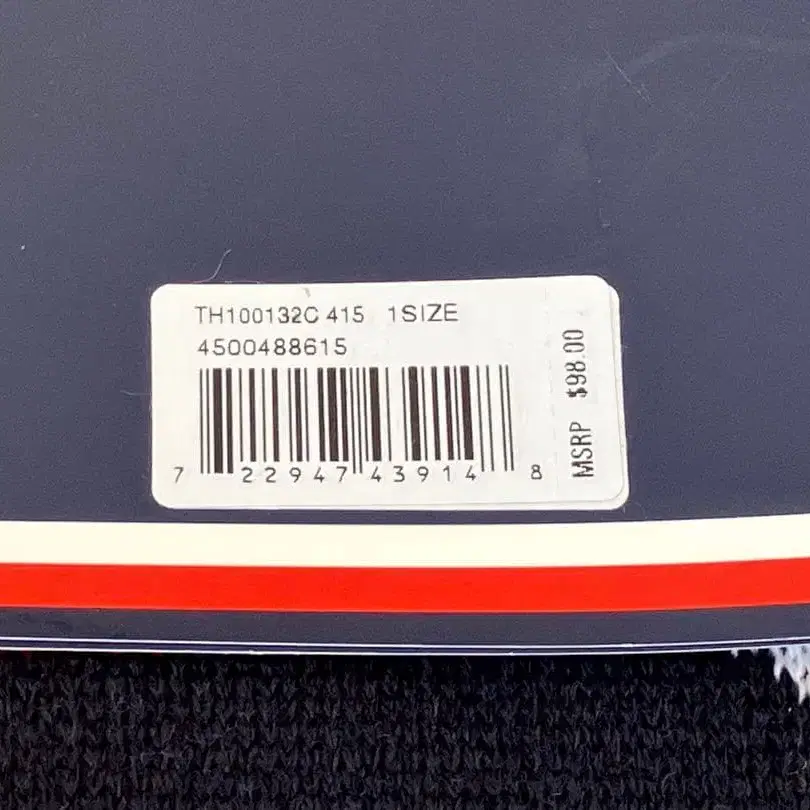 TH100132C 415 1SIZE
4500488615
7 22947 43914 8
MSRP $98.00